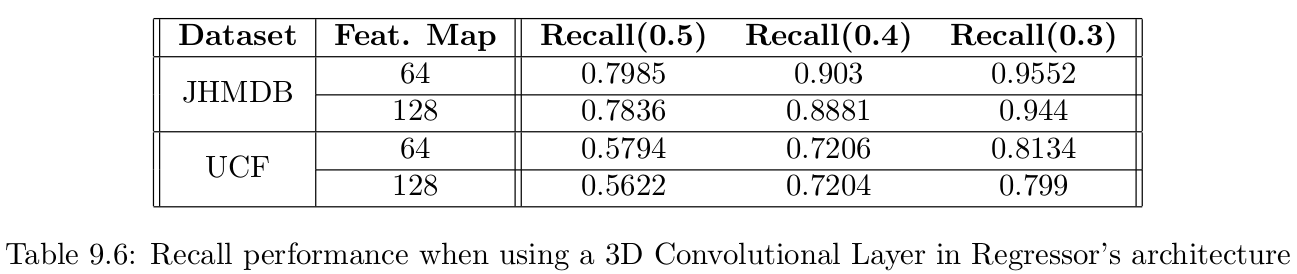 Dataset Feat. Map Recall(0.5) Recall(0.4) Recall(0.3)
JHMDB 64 0.7985 0.903 0.9552
128 0.7836 0.8881 0.944
UCF 64 0.5794 0.7206 0.8134
128 0.5622 0.7204 0.799
Table 9.6: Recall performance when using a 3D Convolutional Layer in Regressor's architecture